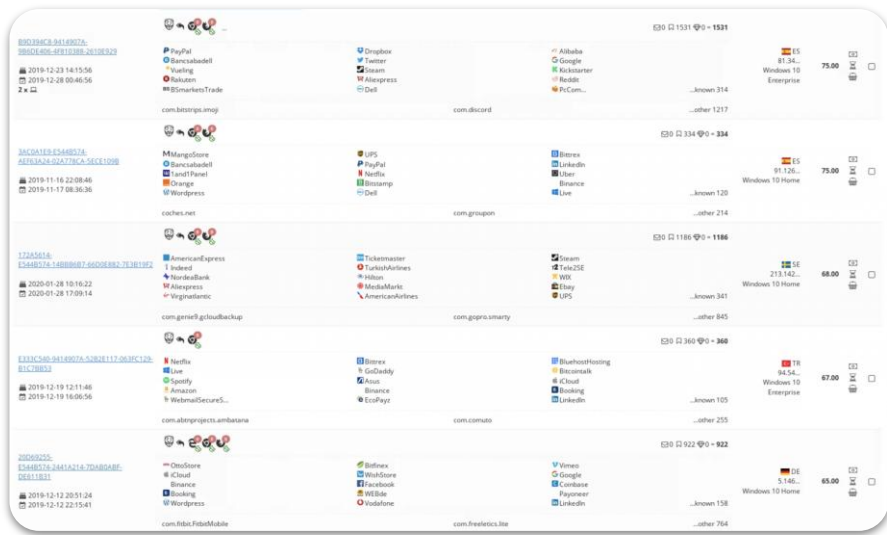 1531 0 = 1531
B9D394C8-9414907A-
9B6DE406-4F810388-2610E929
2019-12-23 14:15:56
2019-12-28 00:46:56
2 x
PayPal
Bancsabadell
Vueling
Rakuten
BSmarketsTrade
Dropbox
Twitter
Steam
Aliexpress
Dell
Alibaba
Google
Kickstarter
Reddit
PcCom...
...known 314
ES
81.34...
Windows 10
Enterprise
75.00
com.bitstrips.imoji com.discord ...other 1217
0 334 0 = 334
3AC0A1E9-E544B574-
AEF63A24-02A778CA-5ECE109B
2019-11-16 22:08:46
2019-11-17 08:36:36
MangoStore
Bancsabadell
1and1Panel
Orange
Wordpress
UPS
PayPal
Netflix
Bitstamp
Dell
Bittrex
LinkedIn
Uber
Binance
Live
...known 120
ES
91.126...
Windows 10 Home
75.00
coches.net com.groupon ...other 214
0 1186 0 = 1186
172A5614-
E544B574-14BBB6B7-66D0E882-7E3B19F2
2020-01-28 10:16:22
2020-01-28 17:09:14
AmericanExpress
Indeed
NordeaBank
Aliexpress
Virginatlantic
Ticketmaster
TurkishAirlines
Hilton
MediaMarkt
AmericanAirlines
Steam
Tele2SE
WIX
Ebay
UPS
...known 341
SE
213.142...
Windows 10 Home
68.00
com.genie9.gcloudbackup com.gopro.smarty ...other 845
0 360 0 = 360
E333C540-9414907A-52B2E117-063FC129-
B1C7BB53
2019-12-19 12:11:46
2019-12-19 16:06:56
Netflix
Live
Spotify
Amazon
WebmailSecureS...
Bittrex
GoDaddy
Asus
Binance
EcoPayz
BluehostHosting
Bitcointalk
iCloud
Booking
LinkedIn
...known 105
TR
94.54...
Windows 10
Enterprise
67.00
com.abtnprojects.ambatana com.comuto ...other 255
0 922 0 = 922
20D69255-
E544B574-2441A214-7DAB0ABF-
DE611B31
2019-12-12 20:51:24
2019-12-12 22:15:41
OttoStore
iCloud
Binance
Booking
Wordpress
Bitfinex
WishStore
Facebook
WEBde
Vodafone
Vimeo
Google
Coinbase
Payoneer
LinkedIn
...known 158
DE
5.146...
Windows 10 Home
65.00
com.fitbit.FitbitMobile com.freeletics.lite ...other 764